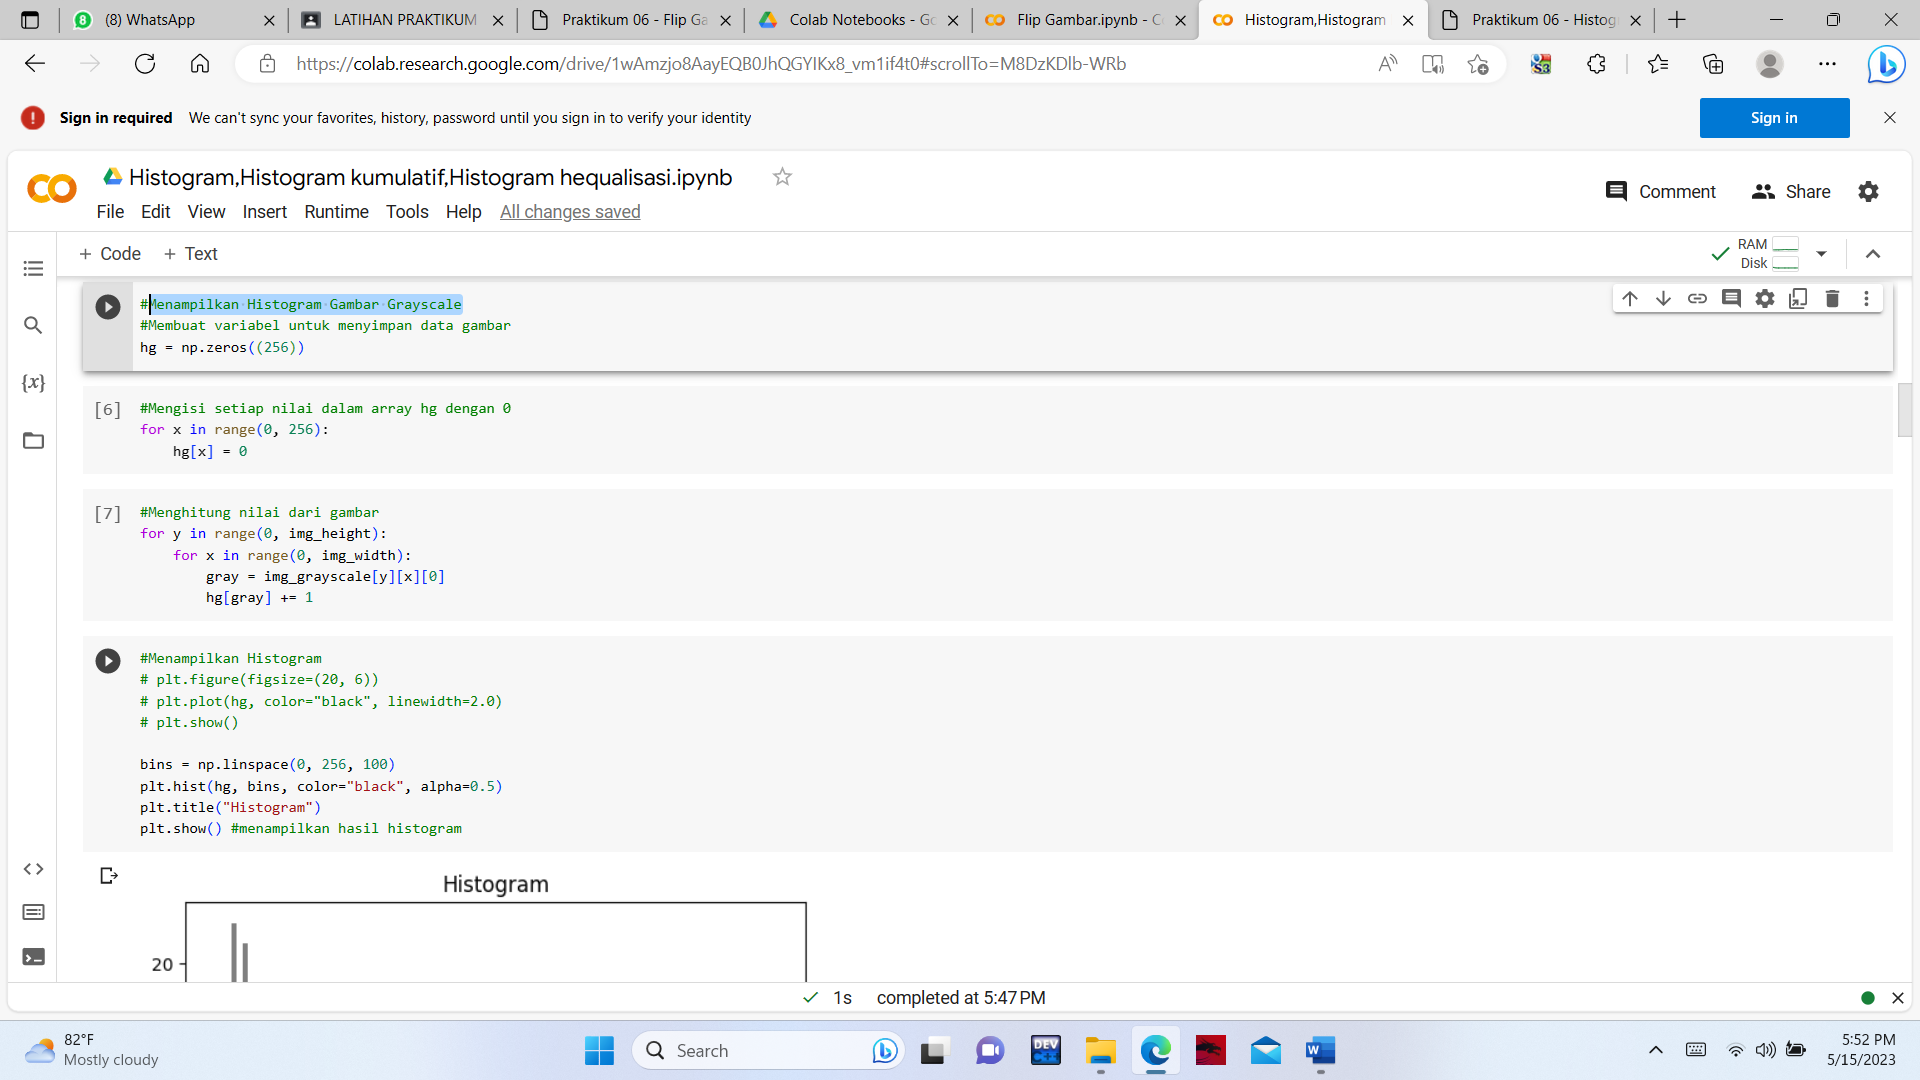 (8) WhatsApp
LATIHAN PRAKTIKUM
Praktikum 06 - Flip Ga
Colab Notebooks - Go
Flip Gambar.ipynb - C
Histogram,Histogram
Praktikum 06 - Histog
https://colab.research.google.com/drive/1wAmzjo8AayEQB0JhQGYIKx8_vm1if4t0#scrollTo=M8DzKDlb-WRb
Sign in required We can't sync your favorites, history, password until you sign in to verify your identity
Sign in
Histogram,Histogram kumulatif,Histogram hequalisasi.ipynb
Comment Share
File Edit View Insert Runtime Tools Help All changes saved
+ Code + Text
RAM
Disk
#Menampilkan Histogram Gambar Grayscale
#Membuat variabel untuk menyimpan data gambar
hg = np.zeros((256))
[6] #Mengisi setiap nilai dalam array hg dengan 0
for x in range(0, 256):
hg[x] = 0
[7] #Menghitung nilai dari gambar
for y in range(0, img_height):
for x in range(0, img_width):
gray = img_grayscale[y][x][0]
hg[gray] += 1
#Menampilkan Histogram
# plt.figure(figsize=(20, 6))
# plt.plot(hg, color="black", linewidth=2.0)
# plt.show()
bins = np.linspace(0, 256, 100)
plt.hist(hg, bins, color="black", alpha=0.5)
plt.title("Histogram")
plt.show() #menampilkan hasil histogram
Histogram
20
1s completed at 5:47 PM
82°F
Mostly cloudy
Search
DEV
C++
W
5:52 PM
5/15/2023